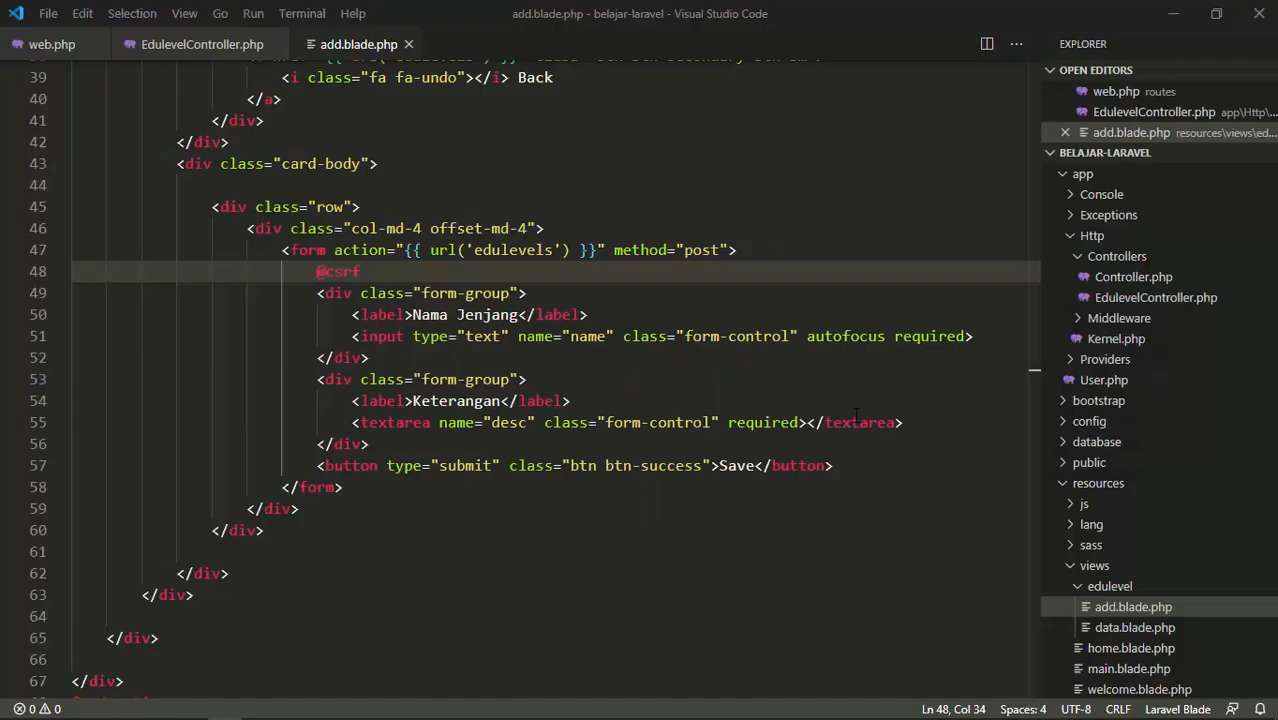 File Edit Selection View Go Run Terminal Help add.blade.php - belajar-laravel - Visual Studio Code
web.php EdulevelController.php add.blade.php
39 <i class="fa fa-undo"></i> Back
40 </a>
41 </div>
42 </div>
43 <div class="card-body">
44
45 <div class="row">
46 <div class="col-md-4 offset-md-4">
47 <form action="{{ url('edulevels') }}" method="post">
48 @csrf
49 <div class="form-group">
50 <label>Nama Jenjang</label>
51 <input type="text" name="name" class="form-control" autofocus required>
52 </div>
53 <div class="form-group">
54 <label>Keterangan</label>
55 <textarea name="desc" class="form-control" required></textarea>
56 </div>
57 <button type="submit" class="btn btn-success">Save</button>
58 </form>
59 </div>
60 </div>
61
62 </div>
63 </div>
64
65 </div>
66
67 </div>
EXPLORER
OPEN EDITORS
web.php routes
EdulevelController.php app\Http\...
add.blade.php resources\views\ed...
BELAJAR-LARAVEL
app
Console
Exceptions
Http
Controllers
Controller.php
EdulevelController.php
Middleware
Kernel.php
Providers
User.php
bootstrap
config
database
public
resources
js
lang
sass
views
edulevel
add.blade.php
data.blade.php
home.blade.php
main.blade.php
welcome.blade.php
0 0 Ln 48, Col 34 Spaces: 4 UTF-8 CRLF Laravel Blade